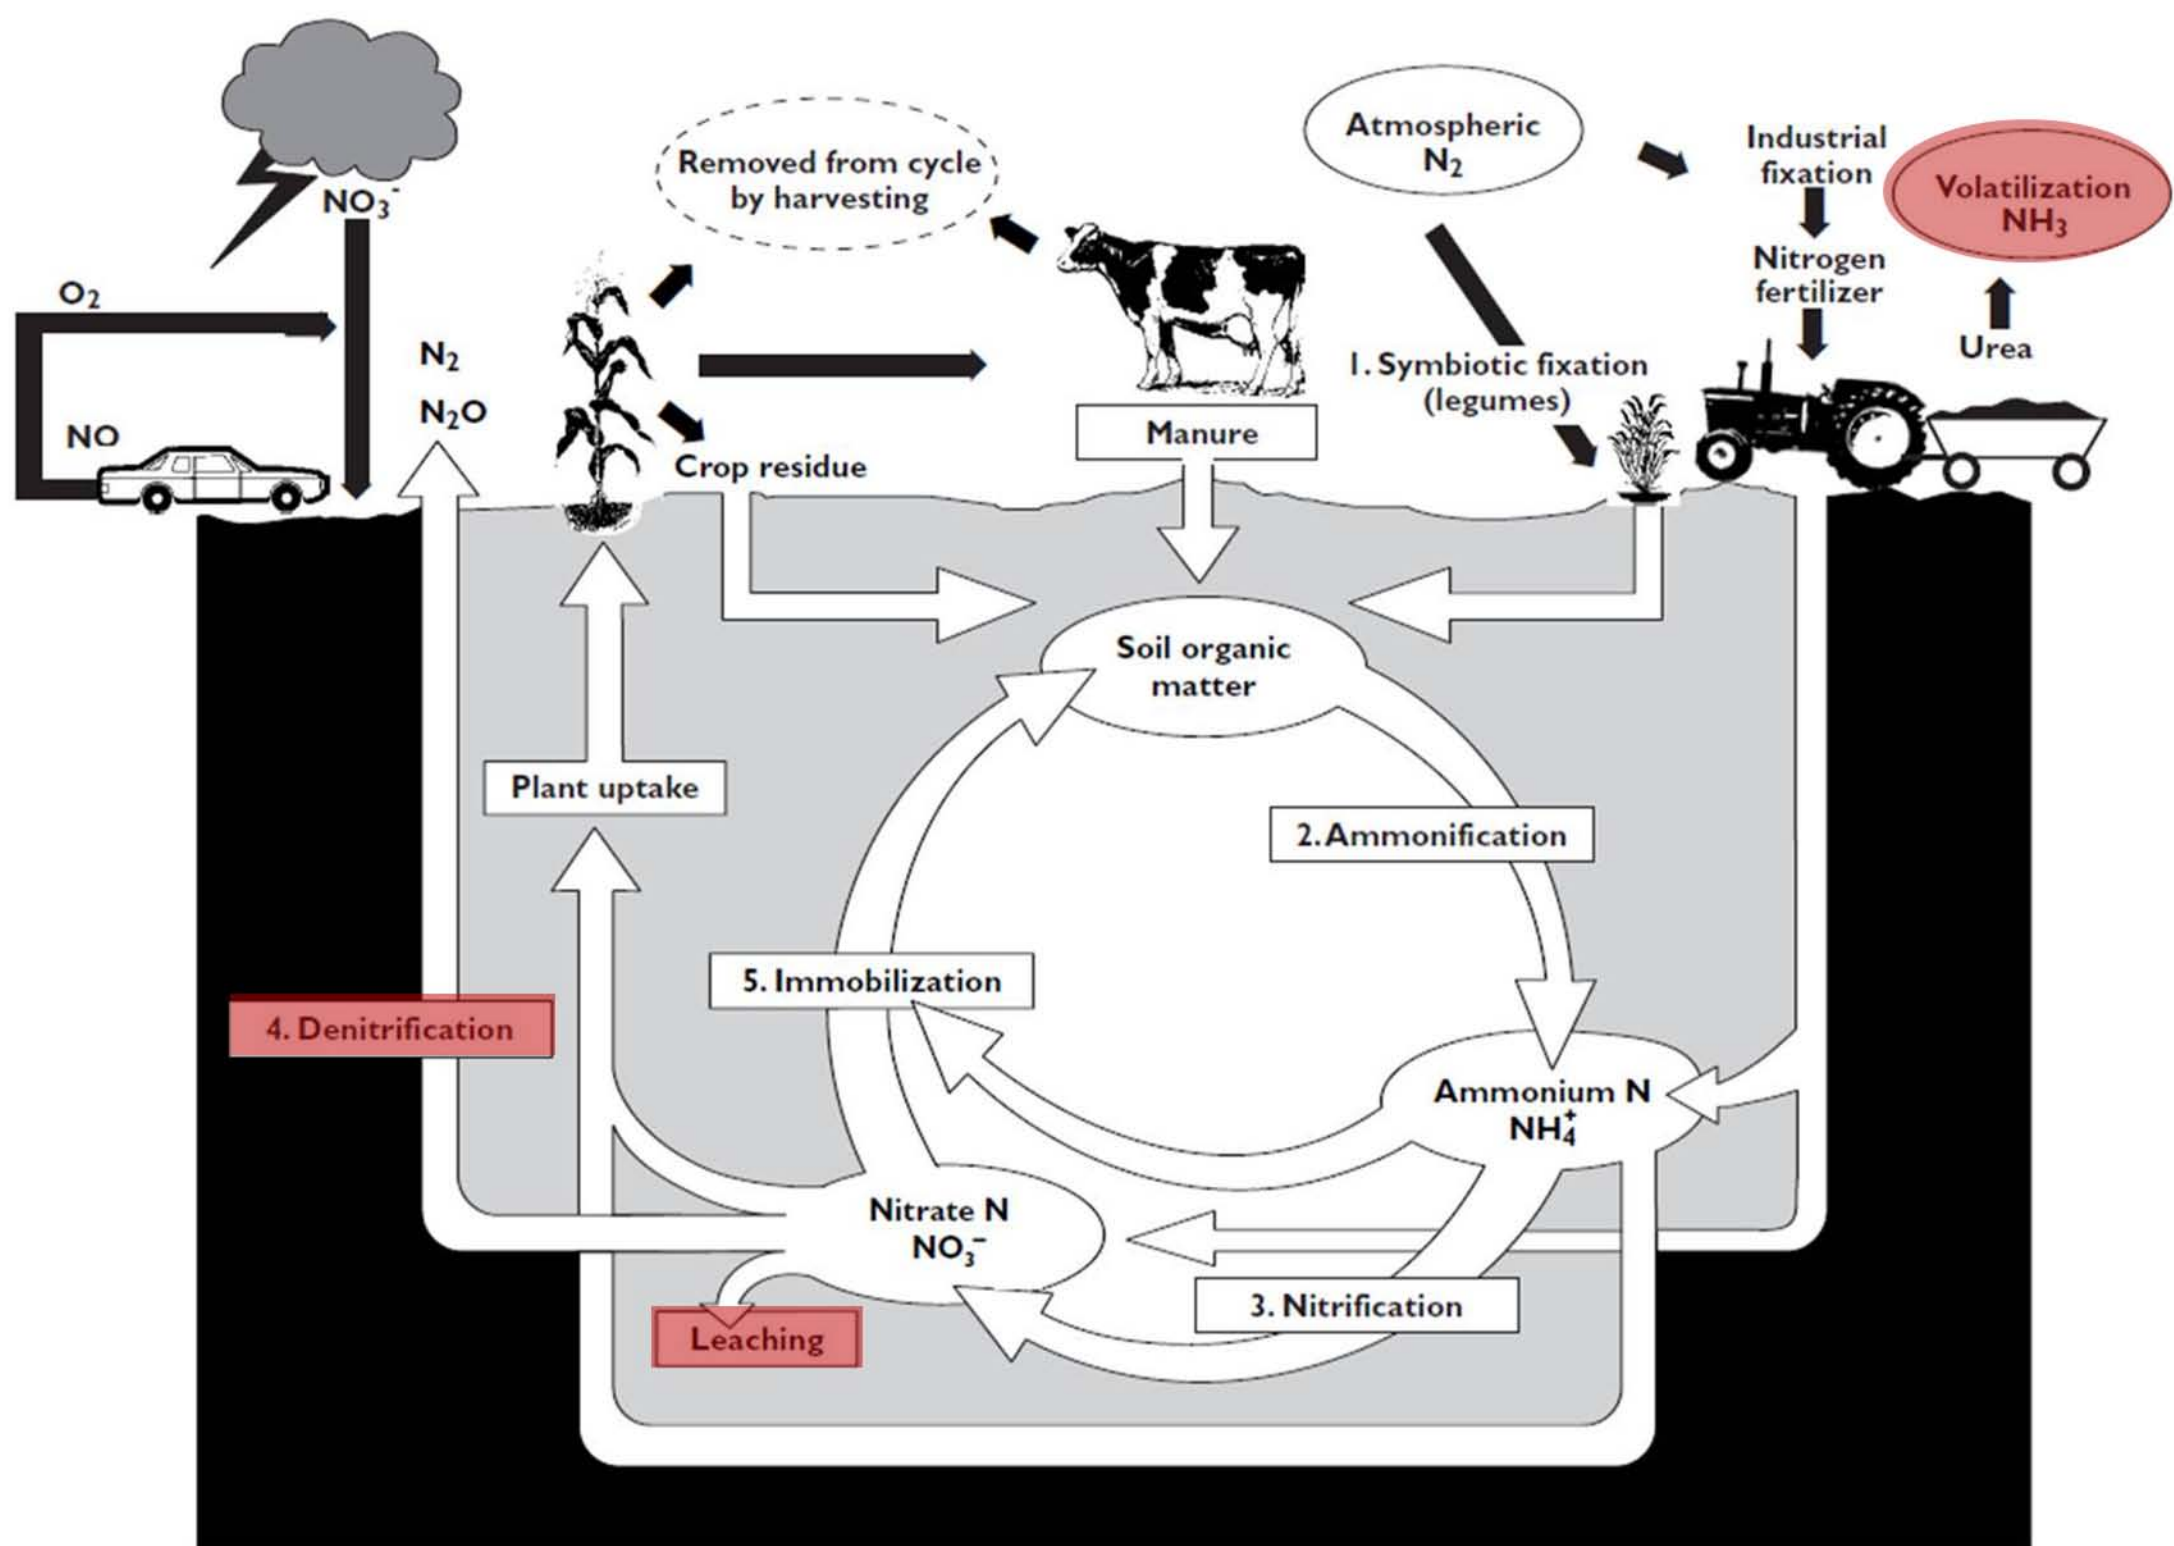 NO₃⁻
O₂
NO
N₂
N₂O
Removed from cycle
by harvesting
Crop residue
Manure
Atmospheric
N₂
Industrial
fixation
Nitrogen
fertilizer
Volatilization
NH₃
Urea
1. Symbiotic fixation
(legumes)
Soil organic
matter
Plant uptake
2. Ammonification
5. Immobilization
4. Denitrification
Ammonium N
NH₄⁺
Nitrate N
NO₃⁻
3. Nitrification
Leaching